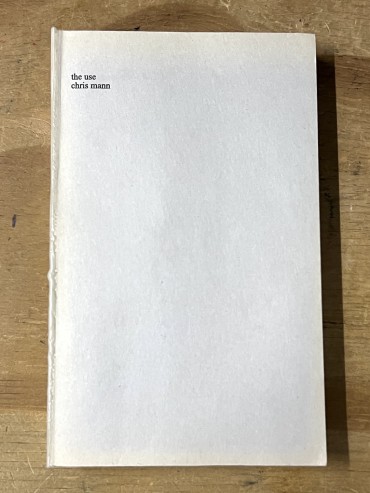 the use
chris mann